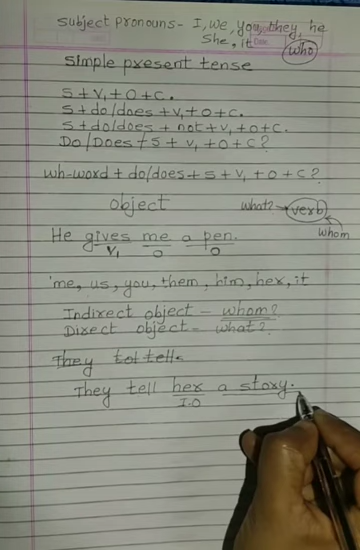 subject pronouns - I, we, you, they, he
she, it
who
simple present tense
S + V1 + O + C.
S + do/does + V1 + O + C.
S + do/does + not + V1 + O + C.
Do/Does + S + V1 + O + C?
wh-word + do/does + S + V1 + O + C?
object
what? → verb
whom
He gives me a pen.
V1 O O
me, us, you, them, him, her, it
Indirect object - whom?
Direct object - what?
They tol tell
They tell her a story.
I.O